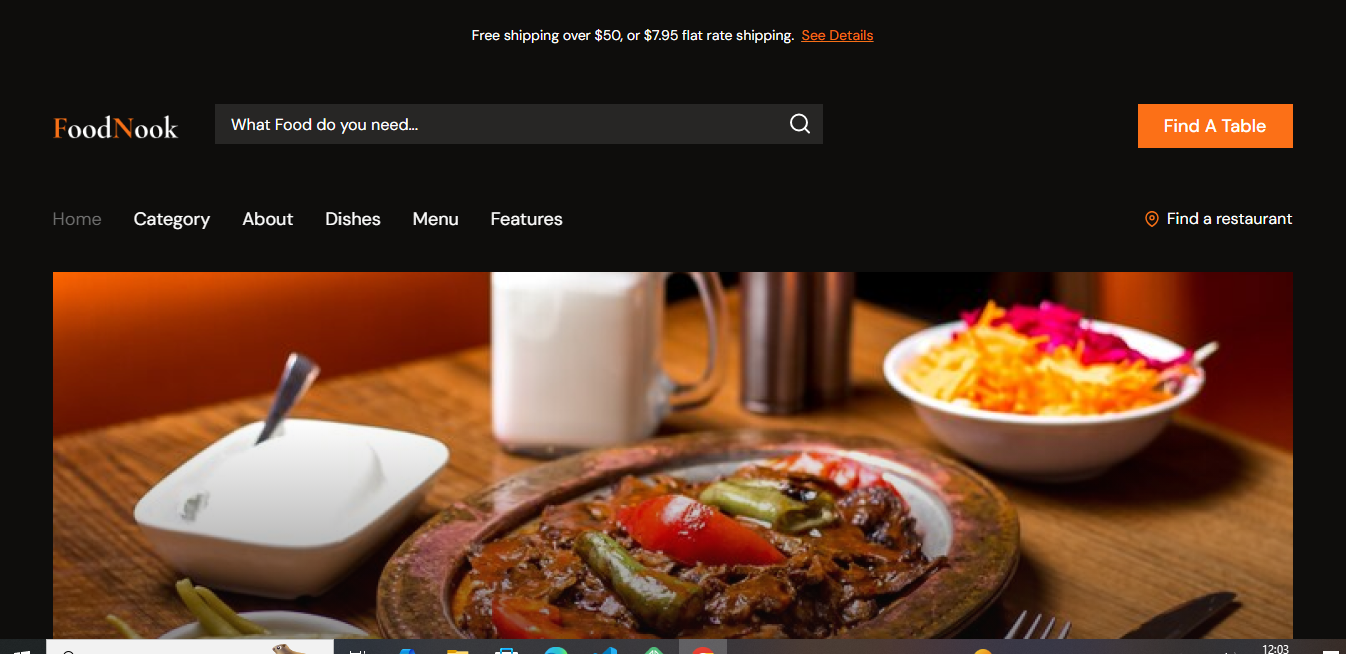 Free shipping over $50, or $7.95 flat rate shipping. See Details
FoodNook
What Food do you need...
Find A Table
Home Category About Dishes Menu Features
Find a restaurant
12:03